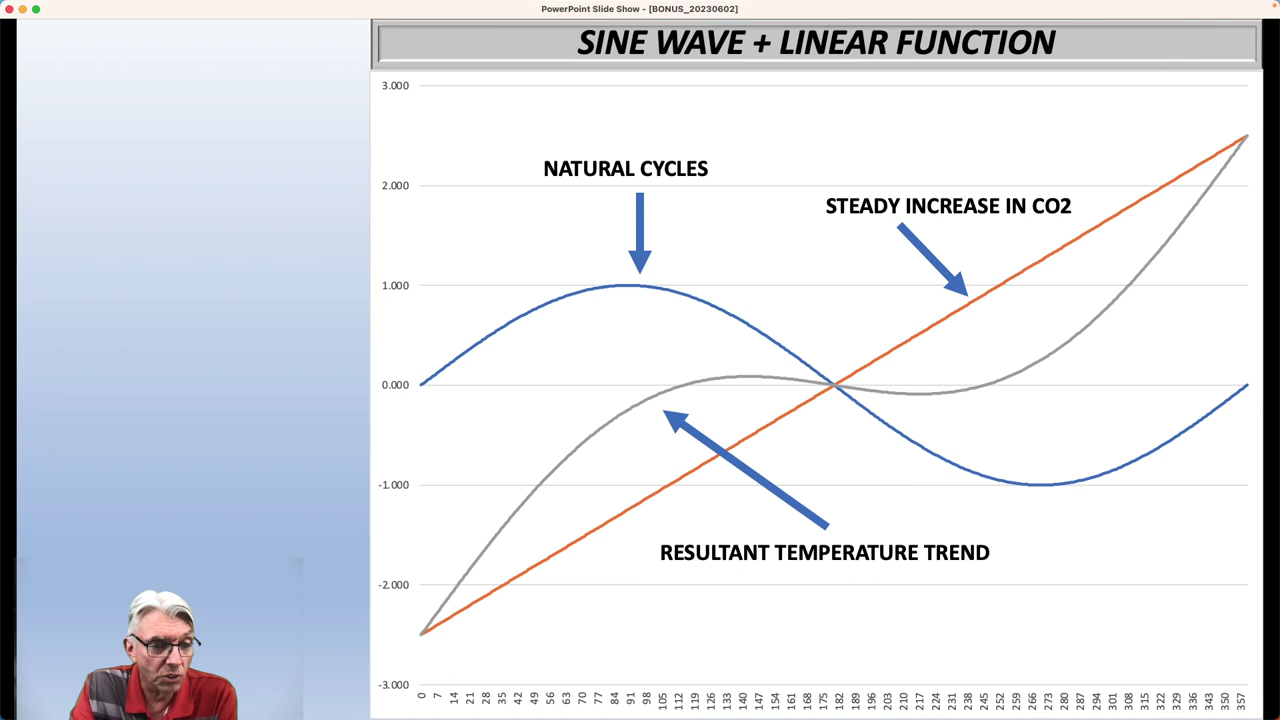 PowerPoint Slide Show - [BONUS_20230602]
SINE WAVE + LINEAR FUNCTION
3.000
NATURAL CYCLES
2.000
STEADY INCREASE IN CO2
1.000
0.000
-1.000
RESULTANT TEMPERATURE TREND
-2.000
-3.000
0 7 14 21 28 35 42 49 56 63 70 77 84 91 98 105 112 119 126 133 140 147 154 161 168 175 182 189 196 203 210 217 224 231 238 245 252 259 266 273 280 287 294 301 308 315 322 329 336 343 350 357